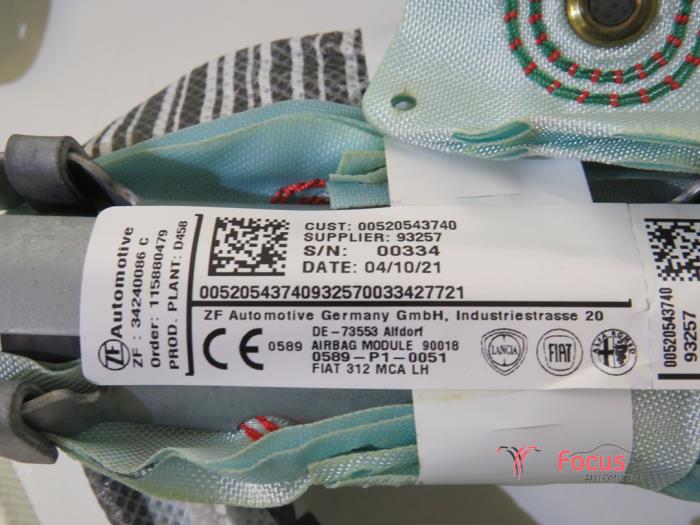 ZF Automotive
ZF : 34240086 C
Order: 115880479
PROD. PLANT: D458
CUST: 00520543740
SUPPLIER: 93257
S/N: 00334
DATE: 04/10/21
00520543740932570033427721
ZF Automotive Germany GmbH, Industriestrasse 20
DE-73553 Alfdorf
CE 0589 AIRBAG MODULE 90018
0589-P1-0051
FIAT 312 MCA LH
LANCIA
FIAT
ALFA ROMEO
00520543740
93257
Focus
AUTOMOTIVE